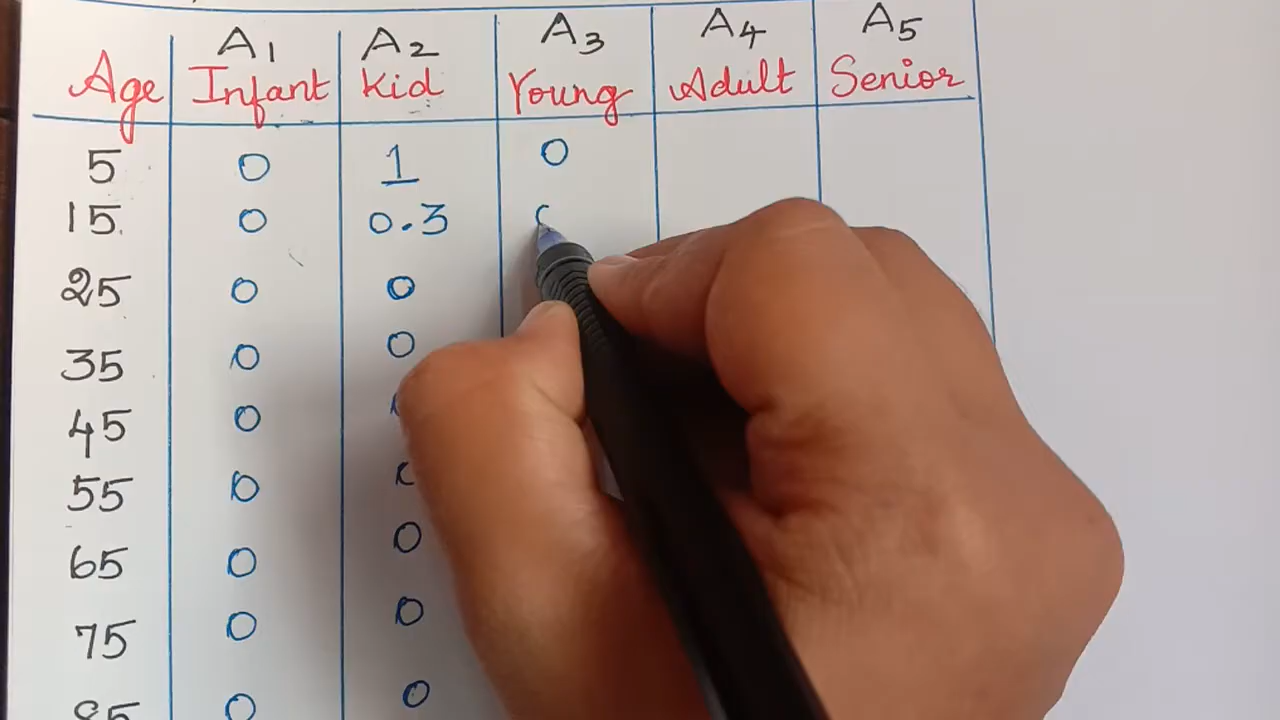 A1 A2 A3 A4 A5
Age Infant Kid Young Adult Senior
5 0 1 0
15 0 0.3
25 0 0
35 0 0
45 0
55 0
65 0 0
75 0 0
85 0 0